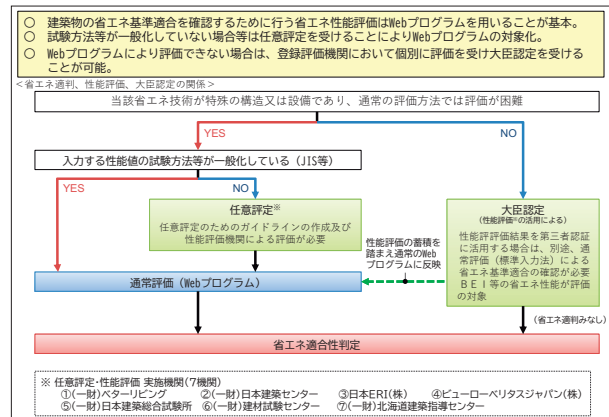 ○ 建築物の省エネ基準適合を確認するために行う省エネ性能評価はWebプログラムを用いることが基本。
○ 試験方法等が一般化していない場合等は任意評定を受けることによりWebプログラムの対象化。
○ Webプログラムにより評価できない場合は、登録評価機関において個別に評価を受け大臣認定を受ける
ことが可能。
<省エネ適判、性能評価、大臣認定の関係>
当該省エネ技術が特殊の構造又は設備であり、通常の評価方法では評価が困難
YES
NO
入力する性能値の試験方法等が一般化している（JIS等）
YES
NO
任意評定※
任意評定のためのガイドラインの作成及び
性能評価機関による評価が必要
大臣認定
(性能評価※の活用による)
性能評評価結果を第三者認証
に活用する場合は、別途、通
常評価（標準入力法）による
省エネ基準適合の確認が必要
ＢＥＩ等の省エネ性能が評価
の対象
性能評価の蓄積を
踏まえ通常のWeb
プログラムに反映
通常評価（Webプログラム）
（省エネ適判みなし）
省エネ適合性判定
※ 任意評定・性能評価 実施機関(7機関)
①(一財)ベターリビング ②(一財)日本建築センター ③日本ERI(株) ④ビューローベリタスジャパン(株)
⑤(一財)日本建築総合試験所 ⑥(一財)建材試験センター ⑦(一財)北海道建築指導センター